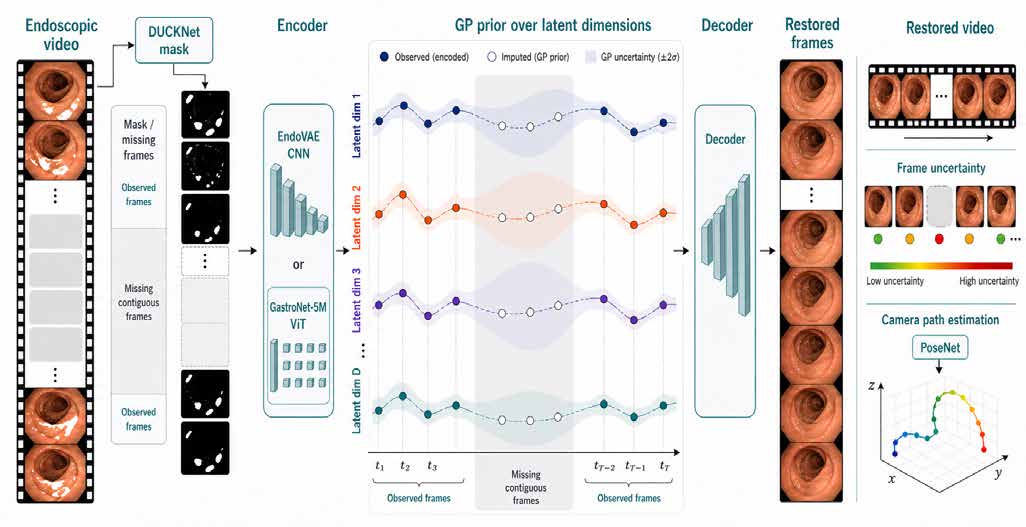 Endoscopic
video
DUCKNet
mask
Mask /
missing
frames
Observed
frames
Missing
contiguous
frames
Observed
frames
Encoder
EndoVAE
CNN
or
GastroNet-5M
ViT
GP prior over latent dimensions
Observed (encoded)
Imputed (GP prior)
GP uncertainty (±2σ)
Latent dim 1
Latent dim 2
Latent dim 3
Latent dim D
t1
t2
t3
tT−2
tT−1
tT
Observed frames
Missing
contiguous
frames
Observed frames
Decoder
Decoder
Restored
frames
Restored video
Frame uncertainty
Low uncertainty
High uncertainty
Camera path estimation
PoseNet
z
x
y